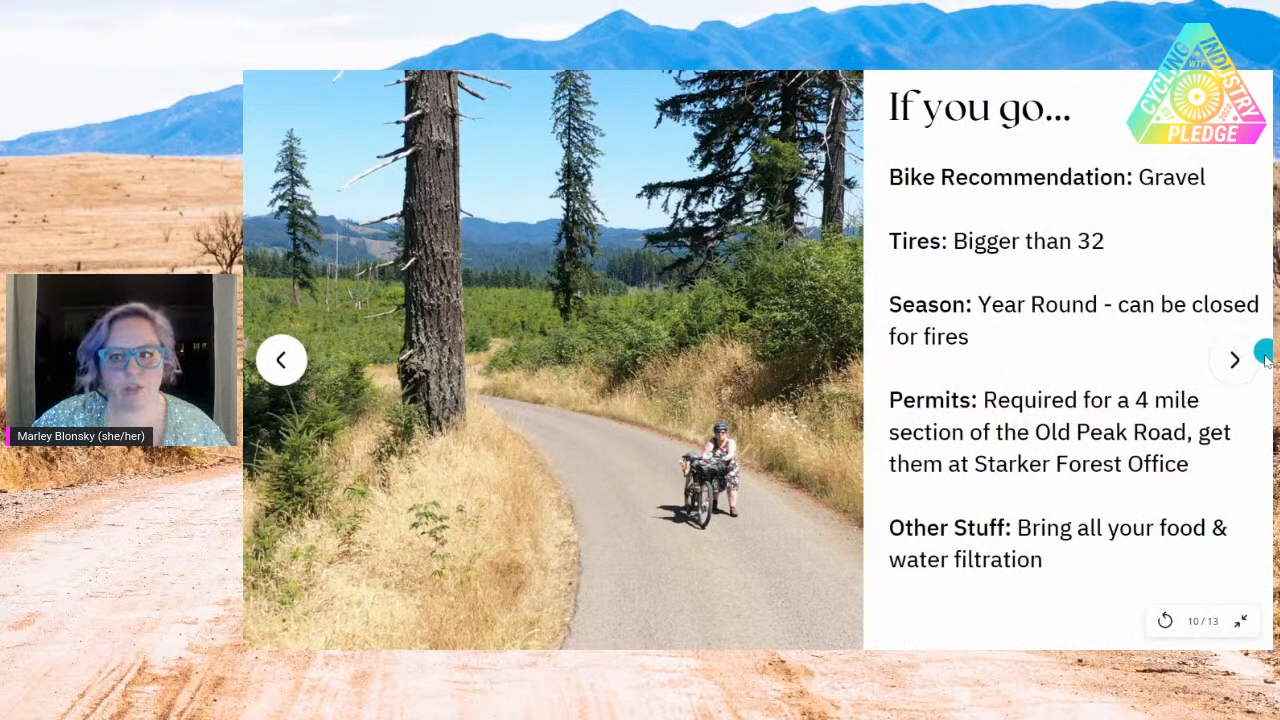 CYCLING
INDUSTRY
WTF
PLEDGE
If you go...
Bike Recommendation: Gravel
Tires: Bigger than 32
Season: Year Round - can be closed
for fires
Permits: Required for a 4 mile
section of the Old Peak Road, get
them at Starker Forest Office
Other Stuff: Bring all your food &
water filtration
Marley Blonsky (she/her)
10 / 13